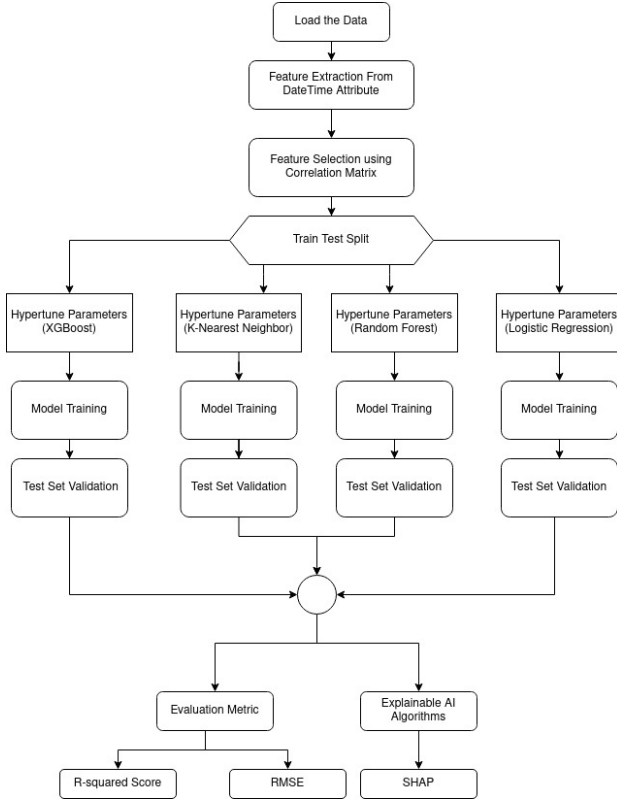 Load the Data
Feature Extraction From
DateTime Attribute
Feature Selection using
Correlation Matrix
Train Test Split
Hypertune Parameters
(XGBoost)
Hypertune Parameters
(K-Nearest Neighbor)
Hypertune Parameters
(Random Forest)
Hypertune Parameters
(Logistic Regression)
Model Training
Model Training
Model Training
Model Training
Test Set Validation
Test Set Validation
Test Set Validation
Test Set Validation
Evaluation Metric
Explainable AI
Algorithms
R-squared Score
RMSE
SHAP